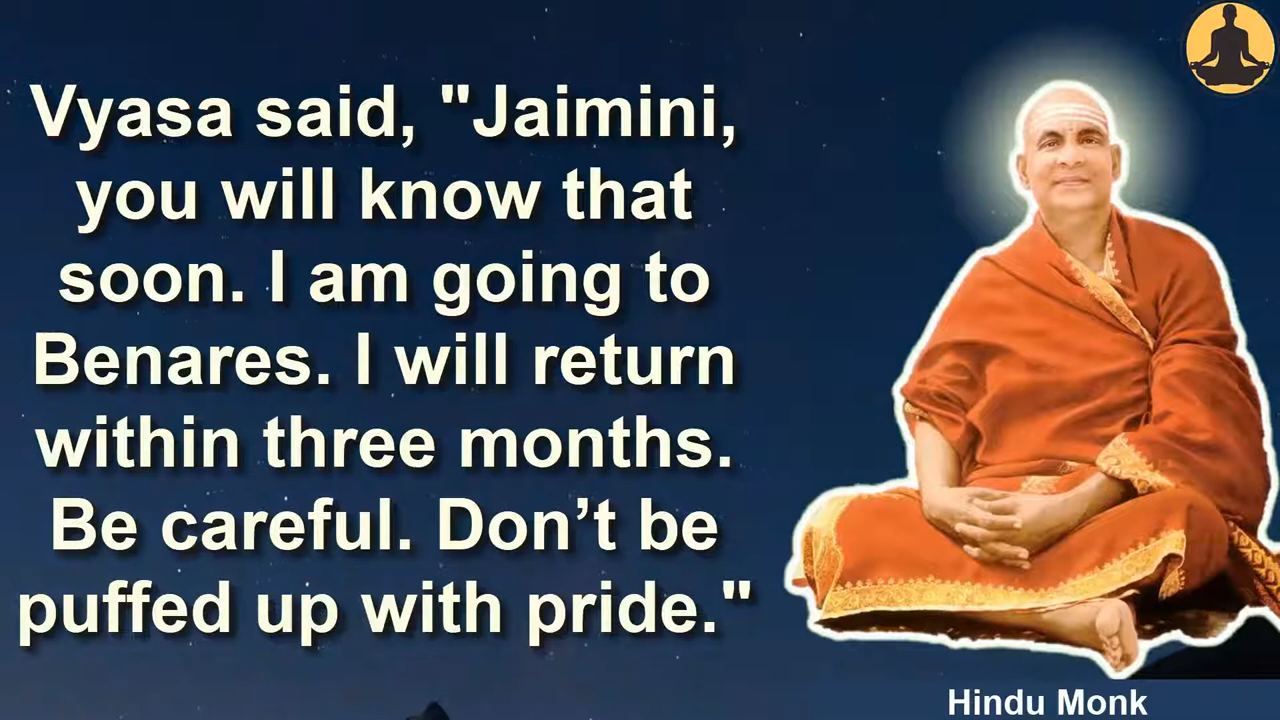 Vyasa said, "Jaimini,
you will know that
soon. I am going to
Benares. I will return
within three months.
Be careful. Don’t be
puffed up with pride."
Hindu Monk